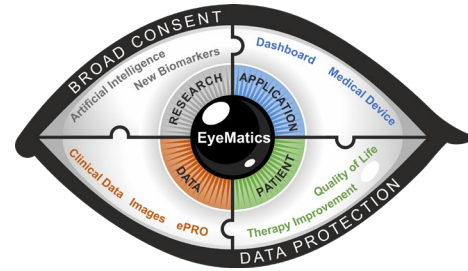 BROAD CONSENT
Artificial Intelligence
New Biomarkers
Dashboard
Medical Device
RESEARCH
APPLICATION
EyeMatics
DATA
PATIENT
Clinical Data Images ePRO
Quality of Life
Therapy Improvement
DATA PROTECTION